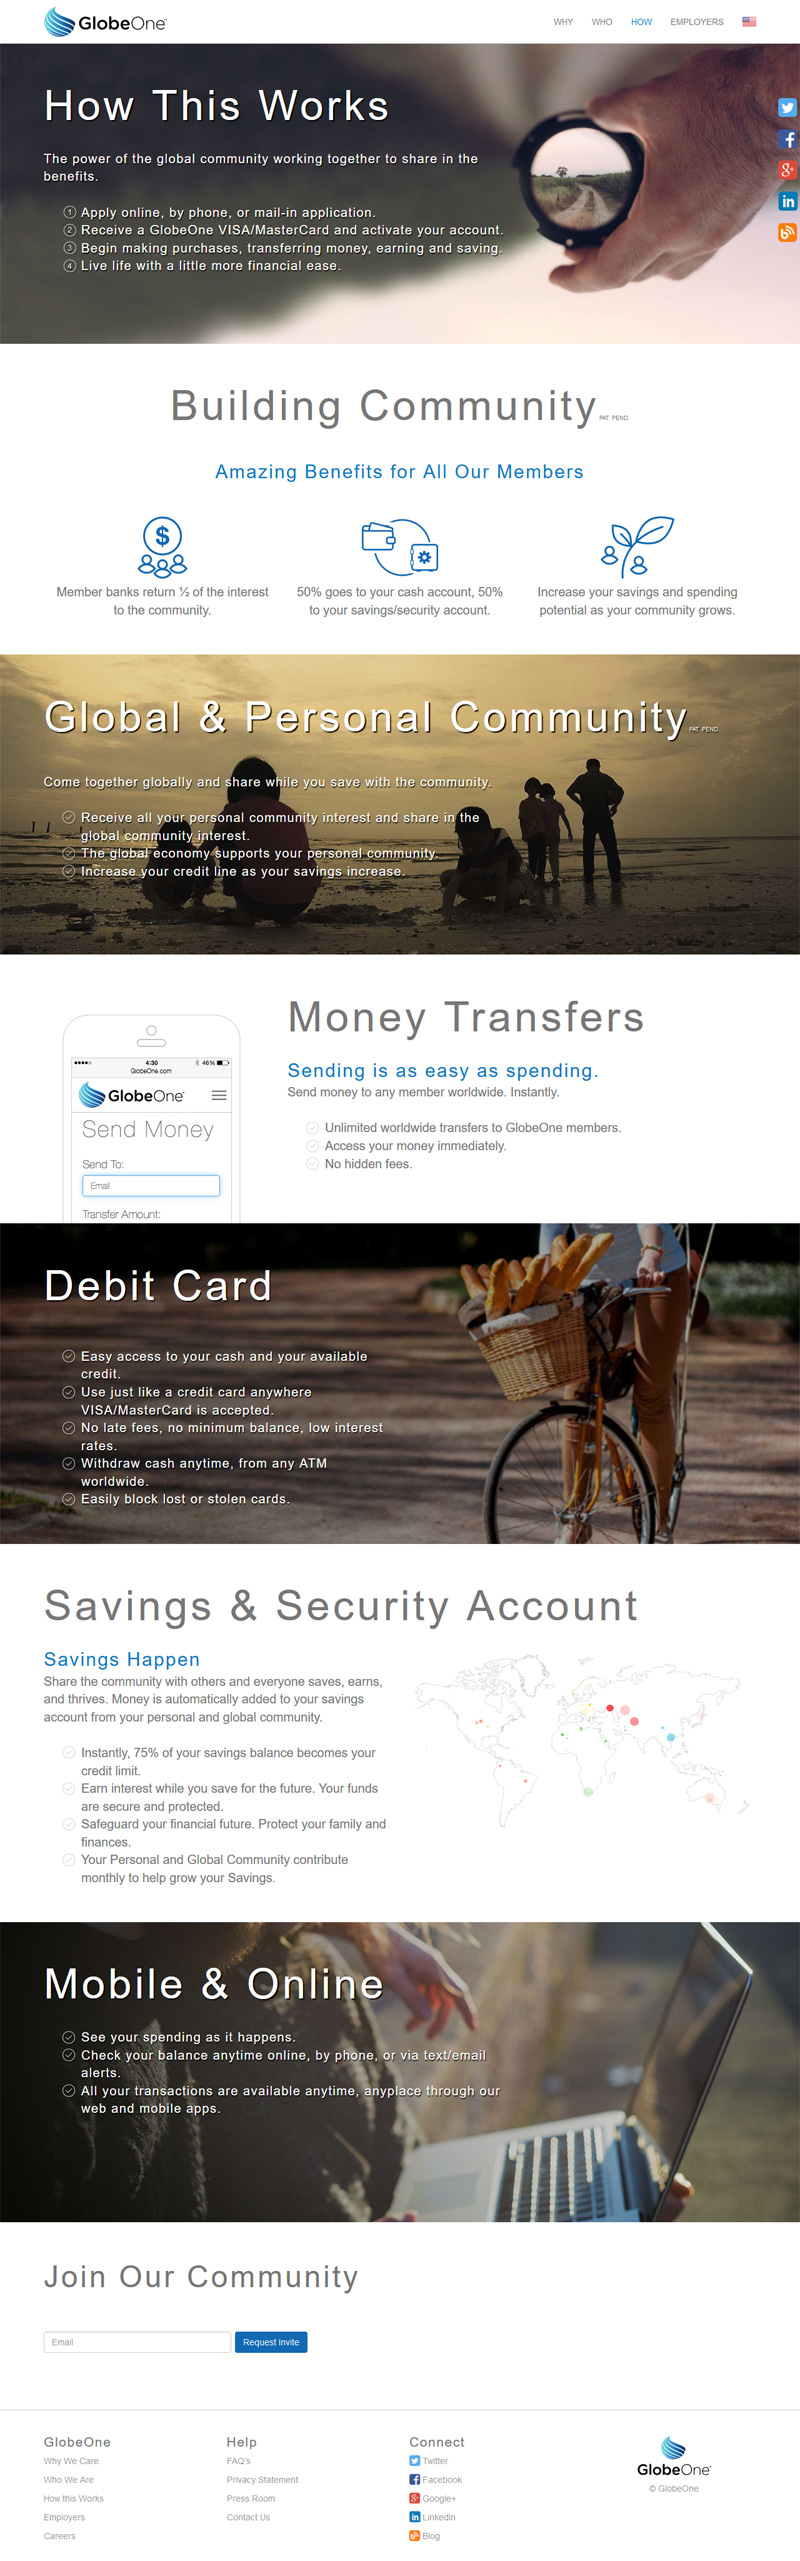 GlobeOne™
WHY WHO HOW EMPLOYERS
How This Works
The power of the global community working together to share in the
benefits.
1 Apply online, by phone, or mail-in application.
2 Receive a GlobeOne VISA/MasterCard and activate your account.
3 Begin making purchases, transferring money, earning and saving.
4 Live life with a little more financial ease.
Building Community PAT. PEND.
Amazing Benefits for All Our Members
Member banks return ½ of the interest
to the community.
50% goes to your cash account, 50%
to your savings/security account.
Increase your savings and spending
potential as your community grows.
Global & Personal Community PAT. PEND.
Come together globally and share while you save with the community.
Receive all your personal community interest and share in the
global community interest.
The global economy supports your personal community.
Increase your credit line as your savings increase.
4:30 46%
GlobeOne.com
GlobeOne™
Send Money
Send To:
Email
Transfer Amount:
Money Transfers
Sending is as easy as spending.
Send money to any member worldwide. Instantly.
Unlimited worldwide transfers to GlobeOne members.
Access your money immediately.
No hidden fees.
Debit Card
Easy access to your cash and your available
credit.
Use just like a credit card anywhere
VISA/MasterCard is accepted.
No late fees, no minimum balance, low interest
rates.
Withdraw cash anytime, from any ATM
worldwide.
Easily block lost or stolen cards.
Savings & Security Account
Savings Happen
Share the community with others and everyone saves, earns,
and thrives. Money is automatically added to your savings
account from your personal and global community.
Instantly, 75% of your savings balance becomes your
credit limit.
Earn interest while you save for the future. Your funds
are secure and protected.
Safeguard your financial future. Protect your family and
finances.
Your Personal and Global Community contribute
monthly to help grow your Savings.
Mobile & Online
See your spending as it happens.
Check your balance anytime online, by phone, or via text/email
alerts.
All your transactions are available anytime, anyplace through our
web and mobile apps.
Join Our Community
Email Request Invite
GlobeOne
Why We Care
Who We Are
How this Works
Employers
Careers
Help
FAQ's
Privacy Statement
Press Room
Contact Us
Connect
Twitter
Facebook
Google+
LinkedIn
Blog
GlobeOne™
© GlobeOne